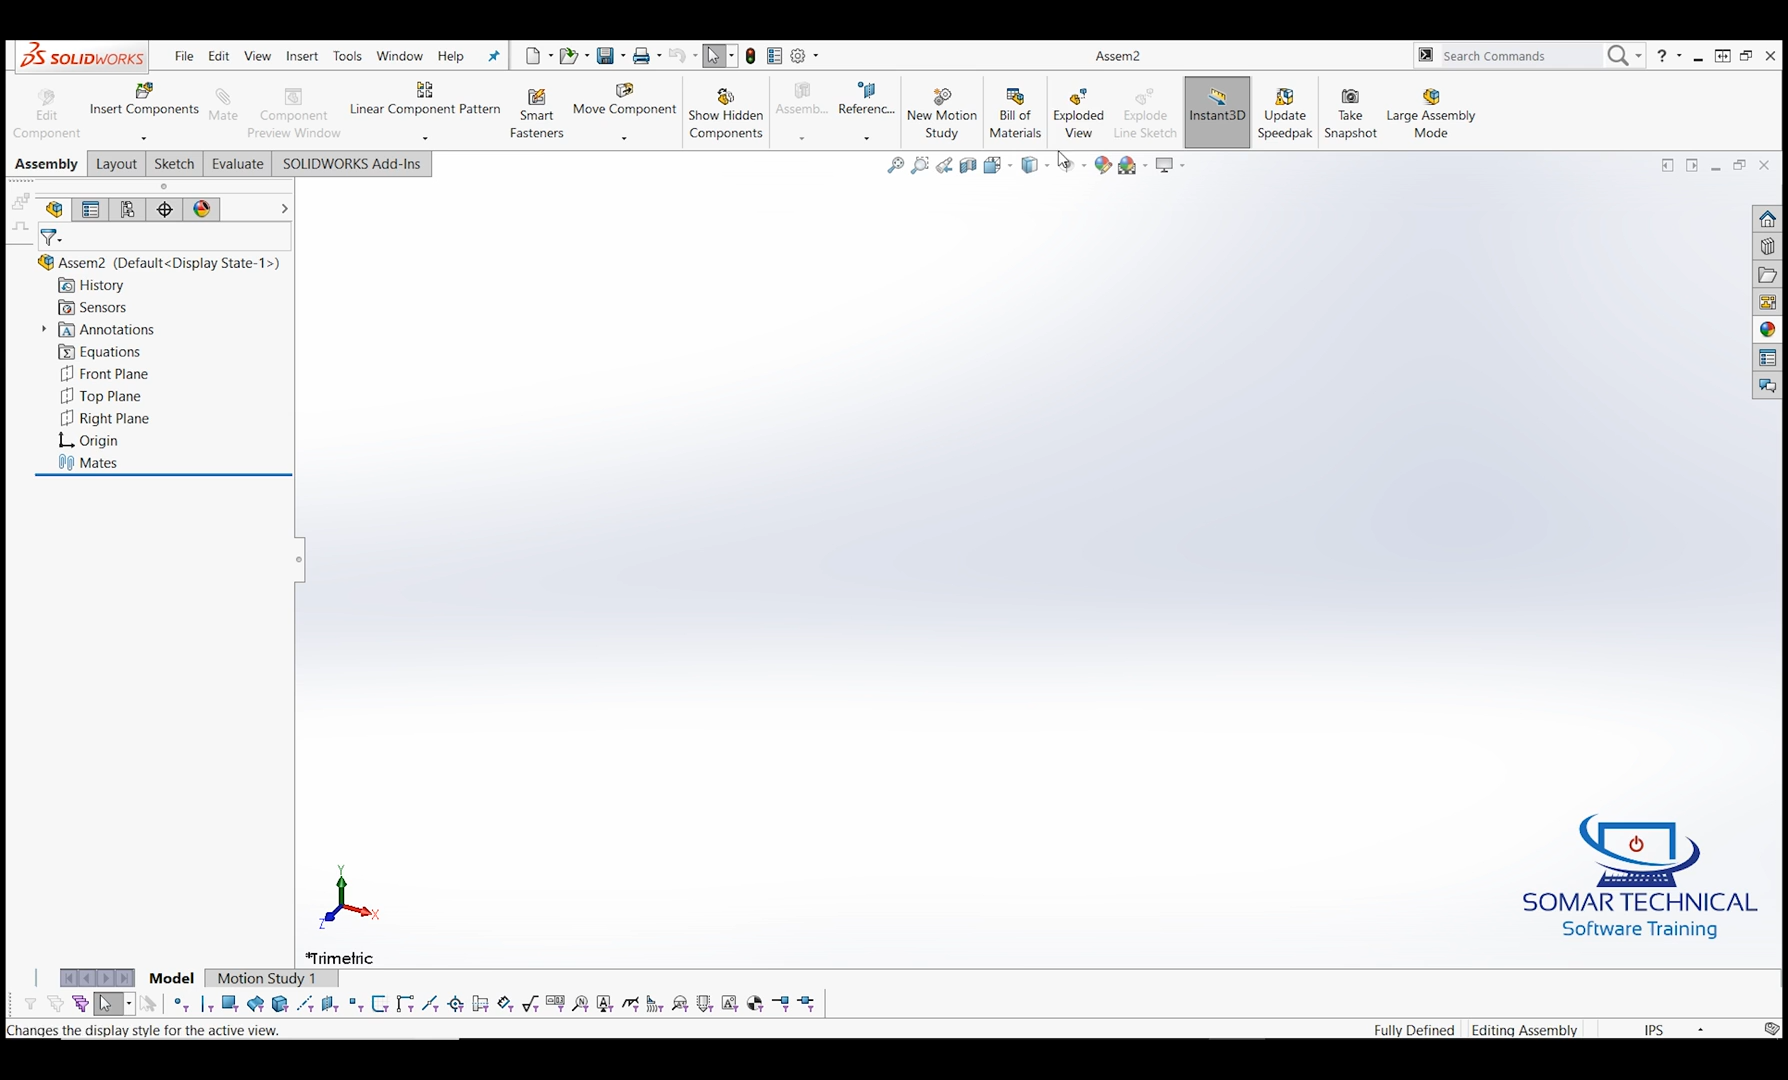 SOLIDWORKS File Edit View Insert Tools Window Help Assem2 Search Commands ?
Edit Component
Insert Components
Mate
Component Preview Window
Linear Component Pattern
Smart Fasteners
Move Component
Show Hidden Components
Assemb...
Referenc...
New Motion Study
Bill of Materials
Exploded View
Explode Line Sketch
Instant3D
Update Speedpak
Take Snapshot
Large Assembly Mode
Assembly Layout Sketch Evaluate SOLIDWORKS Add-Ins
Assem2 (Default<Display State-1>)
History
Sensors
Annotations
Equations
Front Plane
Top Plane
Right Plane
Origin
Mates
Y
X
Z
*Trimetric
SOMAR TECHNICAL
Software Training
Model Motion Study 1
Changes the display style for the active view. Fully Defined Editing Assembly IPS